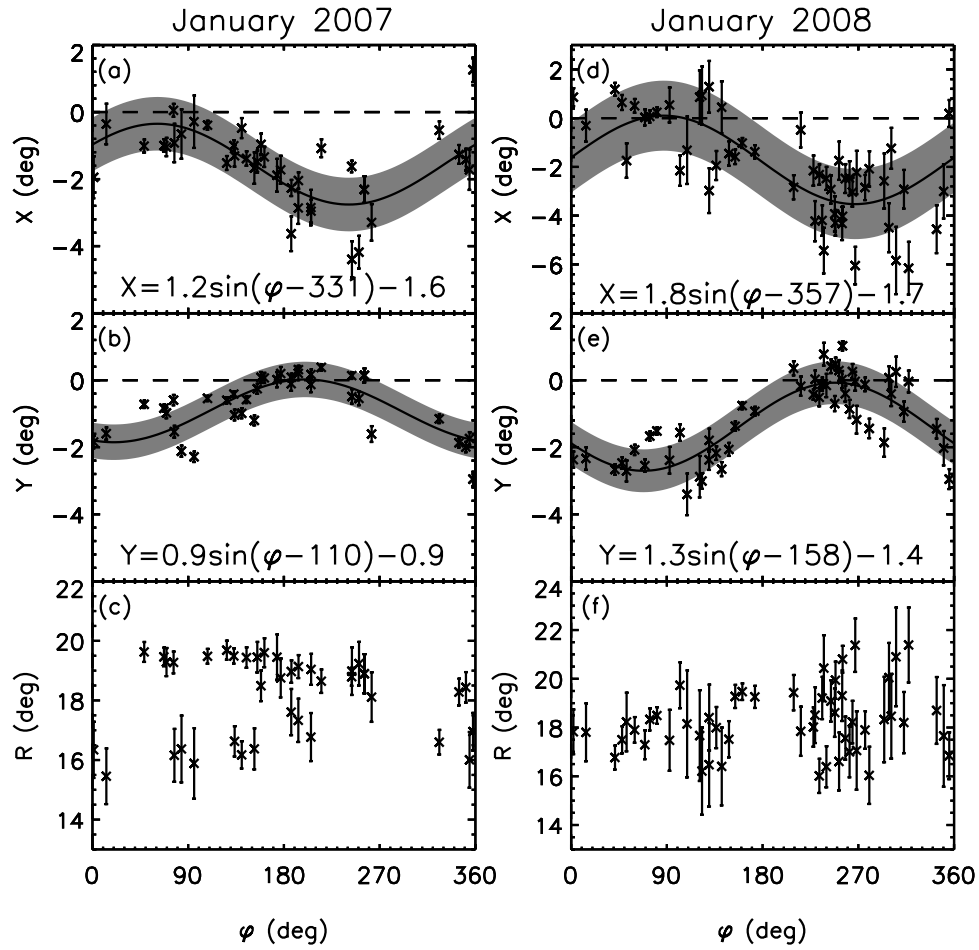 January 2007
January 2008
(a)
2
0
−2
−4
X (deg)
X=1.2sin(φ−331)−1.6
(d)
2
0
−2
−4
−6
X (deg)
X=1.8sin(φ−357)−1.7
(b)
2
0
−2
−4
Y (deg)
Y=0.9sin(φ−110)−0.9
(e)
2
0
−2
−4
Y (deg)
Y=1.3sin(φ−158)−1.4
(c)
22
20
18
16
14
R (deg)
0 90 180 270 360
φ (deg)
(f)
24
22
20
18
16
14
13
R (deg)
0 90 180 270 360
φ (deg)